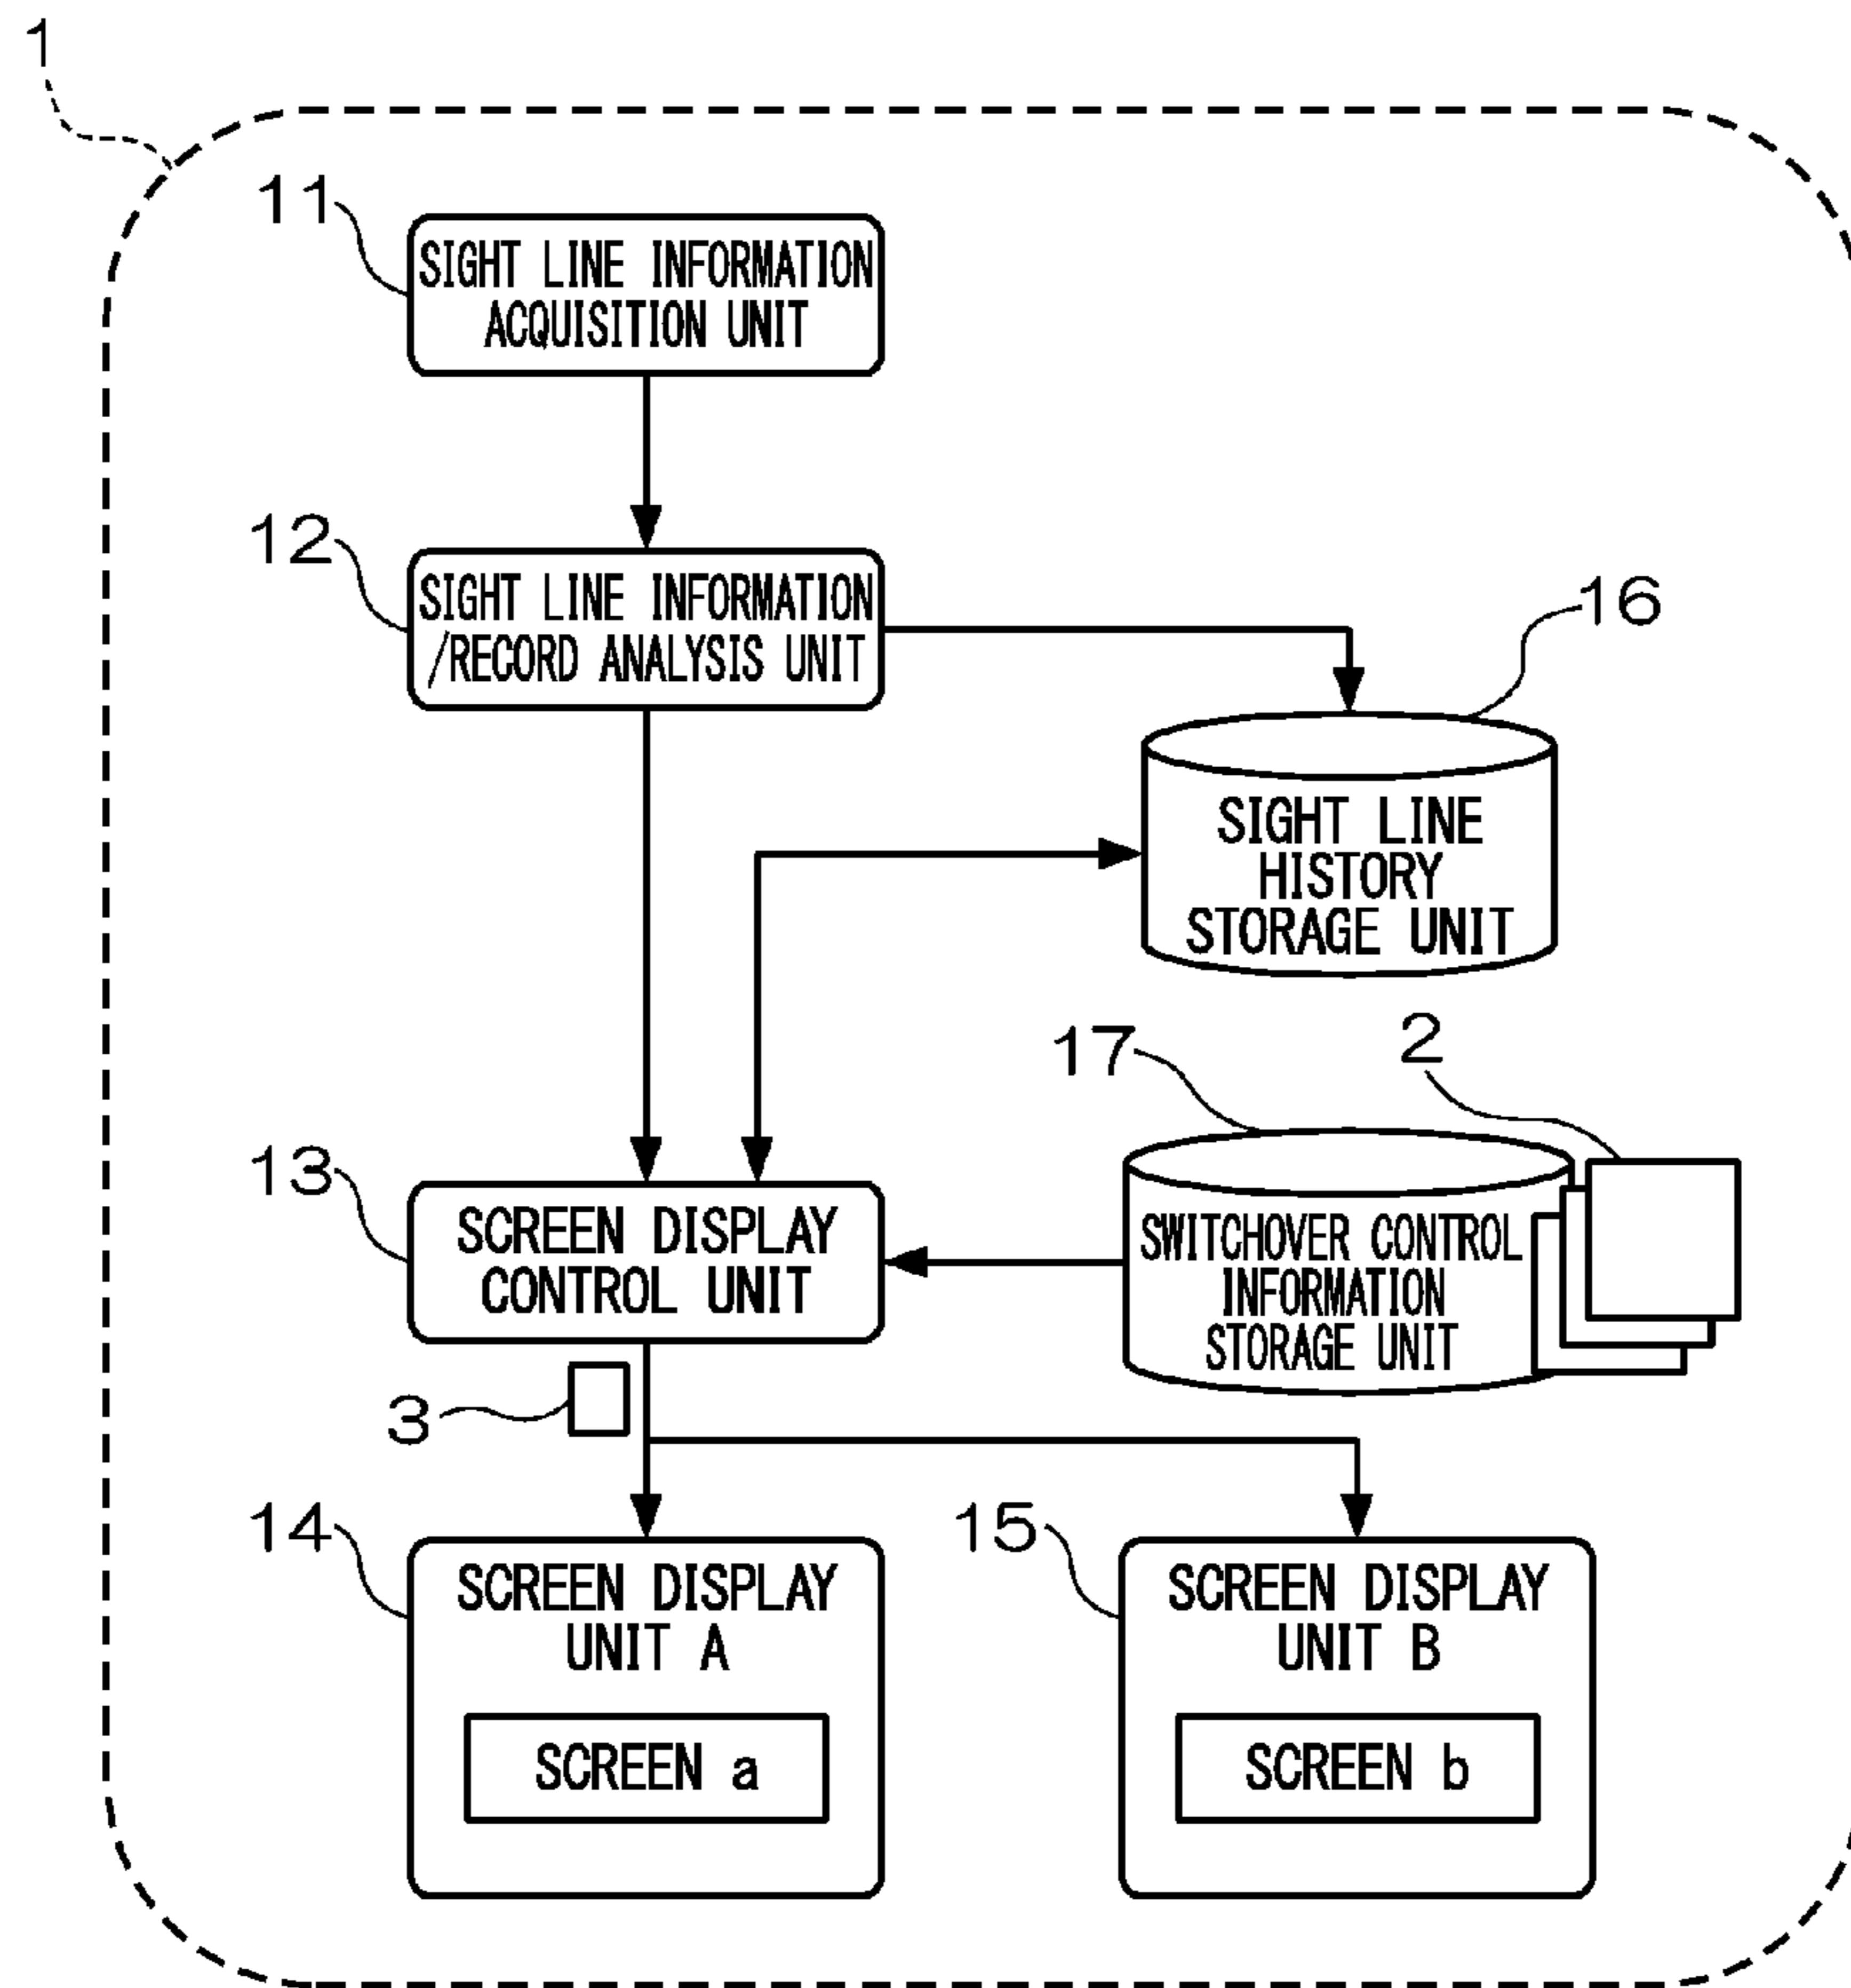 1
11
SIGHT LINE INFORMATION
ACQUISITION UNIT
12
SIGHT LINE INFORMATION
/RECORD ANALYSIS UNIT
16
SIGHT LINE
HISTORY
STORAGE UNIT
17
2
13
SCREEN DISPLAY
CONTROL UNIT
SWITCHOVER CONTROL
INFORMATION
STORAGE UNIT
3
14
SCREEN DISPLAY
UNIT A
SCREEN a
15
SCREEN DISPLAY
UNIT B
SCREEN b